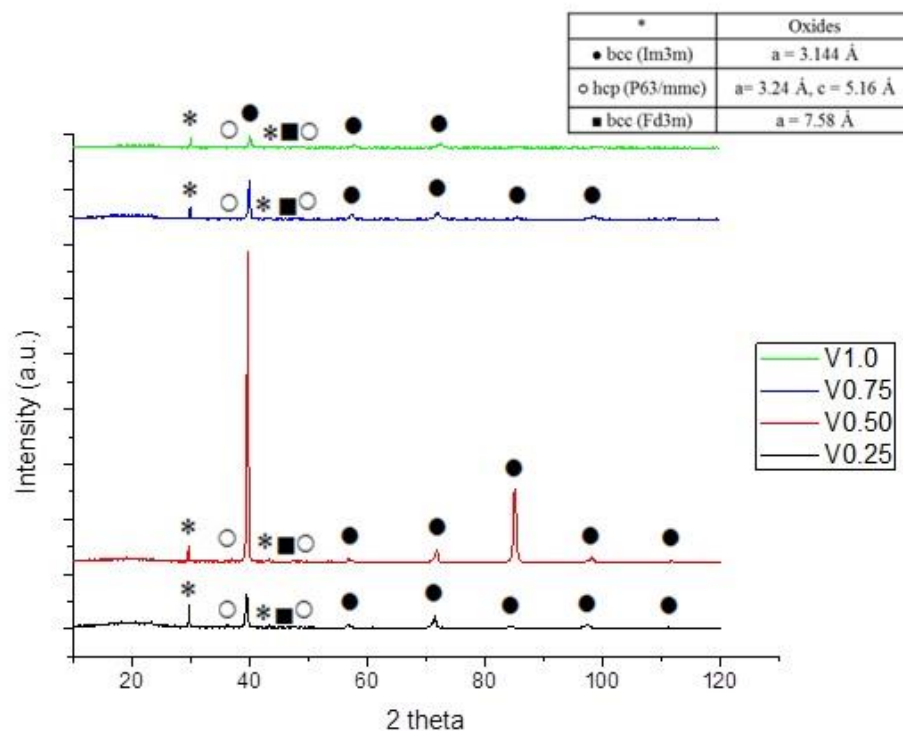 * Oxides
● bcc (Im3m) a = 3.144 Å
○ hcp (P63/mmc) a= 3.24 Å, c = 5.16 Å
■ bcc (Fd3m) a = 7.58 Å
Intensity (a.u.)
V1.0
V0.75
V0.50
V0.25
20 40 60 80 100 120
2 theta